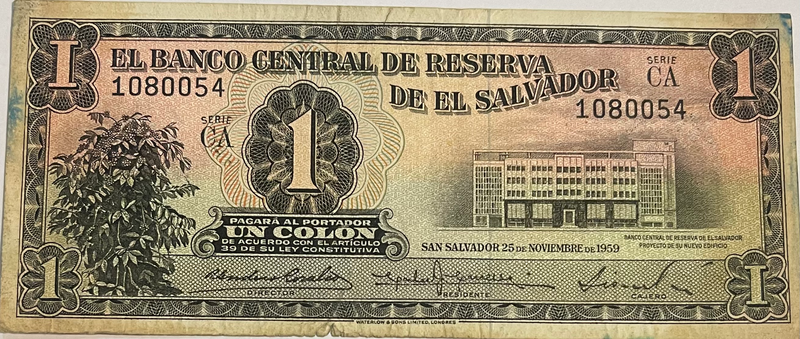 1 1
EL BANCO CENTRAL DE RESERVA
DE EL SALVADOR
1080054
SERIE
CA
1080054
SERIE
CA
1
PAGARÁ AL PORTADOR
UN COLON
DE ACUERDO CON EL ARTÍCULO
39 DE SU LEY CONSTITUTIVA
SAN SALVADOR 25 DE NOVIEMBRE DE 1959
BANCO CENTRAL DE RESERVA DE EL SALVADOR
PROYECTO DE SU NUEVO EDIFICIO
1 1
DIRECTOR PRESIDENTE CAJERO
WATERLOW & SONS LIMITED, LONDRES